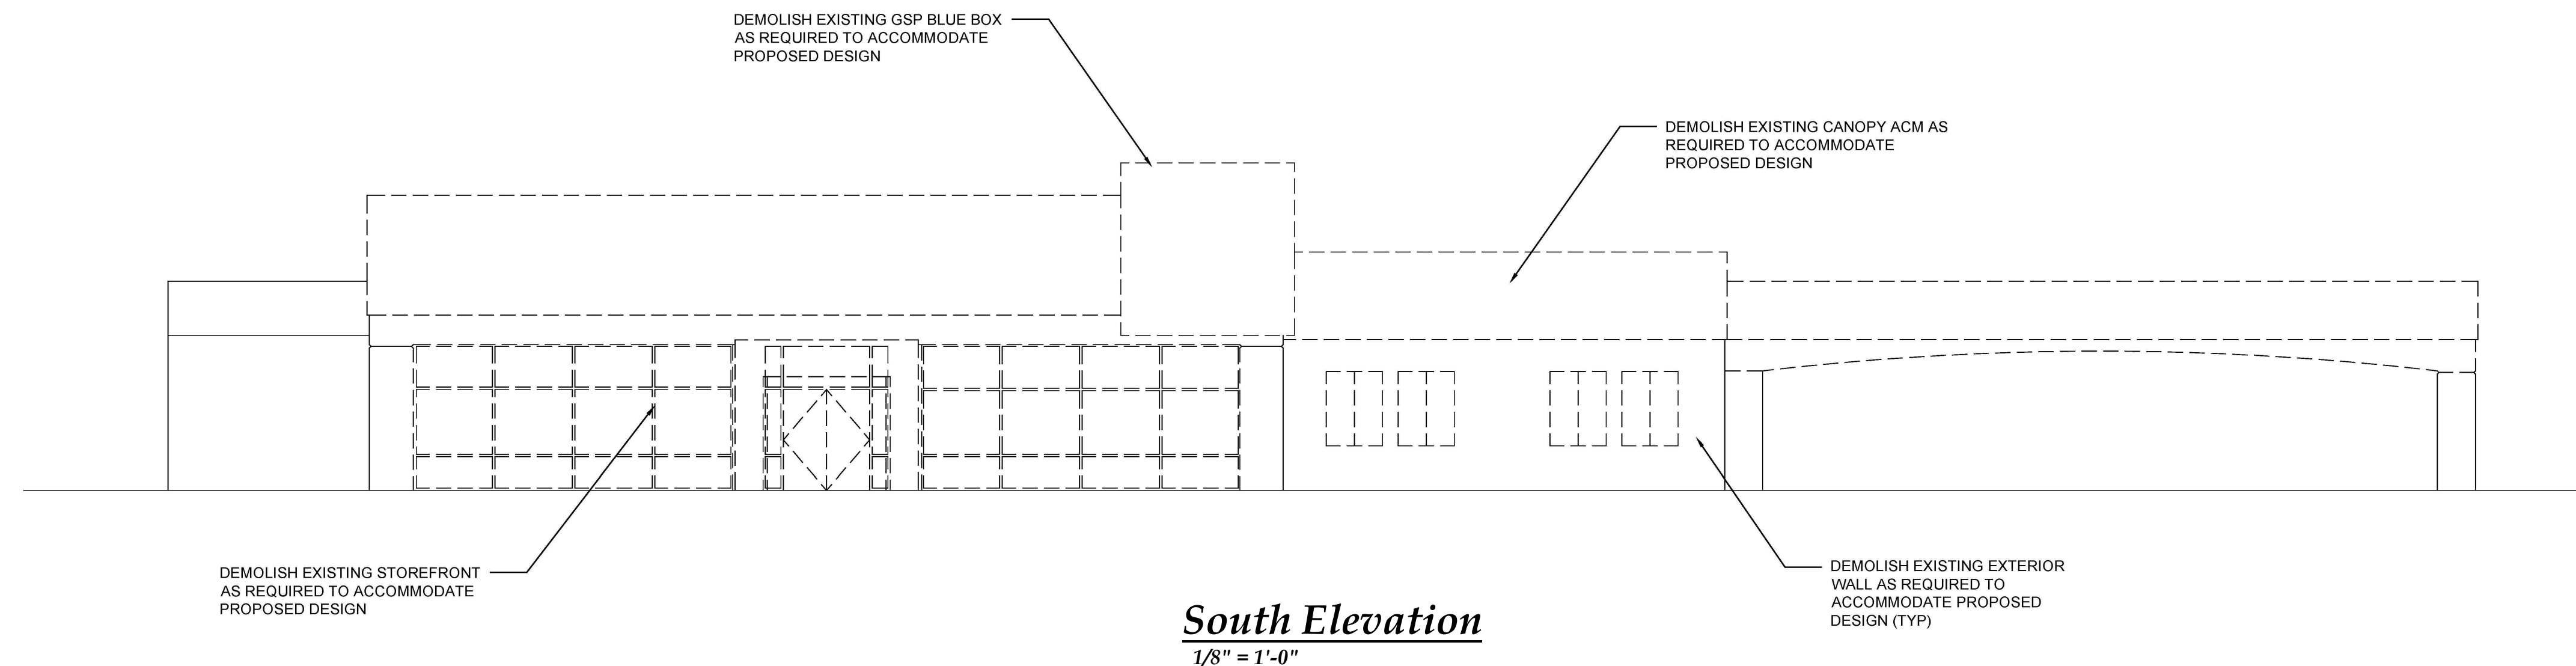 DEMOLISH EXISTING GSP BLUE BOX
AS REQUIRED TO ACCOMMODATE
PROPOSED DESIGN
DEMOLISH EXISTING CANOPY ACM AS
REQUIRED TO ACCOMMODATE
PROPOSED DESIGN
DEMOLISH EXISTING STOREFRONT
AS REQUIRED TO ACCOMMODATE
PROPOSED DESIGN
DEMOLISH EXISTING EXTERIOR
WALL AS REQUIRED TO
ACCOMMODATE PROPOSED
DESIGN (TYP)
South Elevation
1/8" = 1'-0"